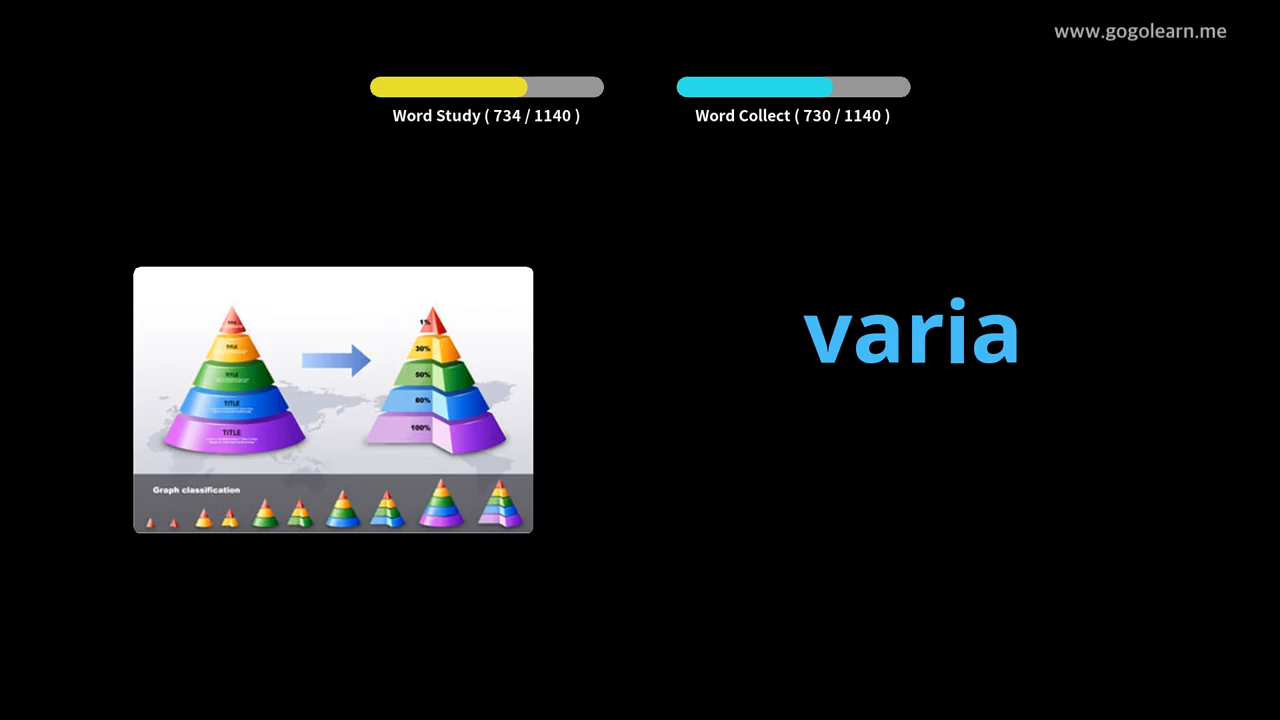 www.gogolearn.me
Word Study ( 734 / 1140 )
Word Collect ( 730 / 1140 )
varia
TITLE
TITLE
TITLE
TITLE
1%
30%
50%
80%
100%
Graph classification